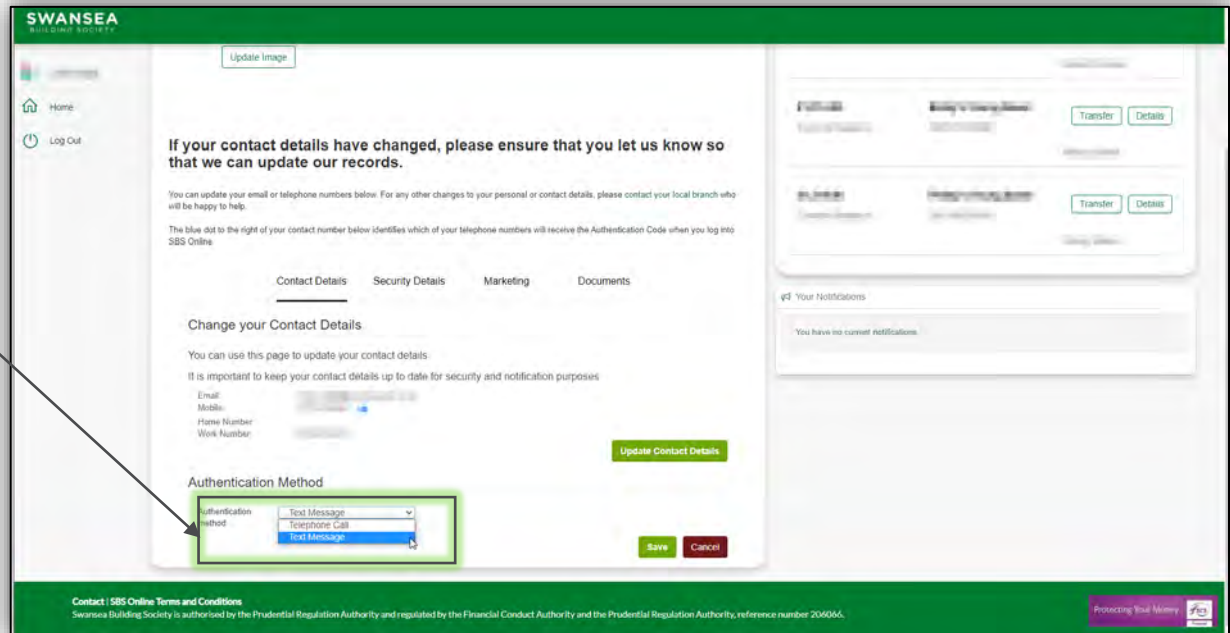 SWANSEA
BUILDING SOCIETY
Update Image
Home
Log Out
If your contact details have changed, please ensure that you let us know so
that we can update our records.
You can update your email or telephone numbers below. For any other changes to your personal or contact details, please contact your local branch who
will be happy to help.
The blue dot to the right of your contact number below identifies which of your telephone numbers will receive the Authentication Code when you log into
SBS Online
Contact Details Security Details Marketing Documents
Change your Contact Details
You can use this page to update your contact details
It is important to keep your contact details up to date for security and notification purposes
Email:
Mobile:
Home Number
Work Number
Update Contact Details
Authentication Method
Authentication
method
Text Message
Telephone Call
Text Message
Save Cancel
Transfer Details
Transfer Details
Your Notifications
You have no current notifications
Contact | SBS Online Terms and Conditions
Swansea Building Society is authorised by the Prudential Regulation Authority and regulated by the Financial Conduct Authority and the Prudential Regulation Authority, reference number 206066.
Protecting Your Money